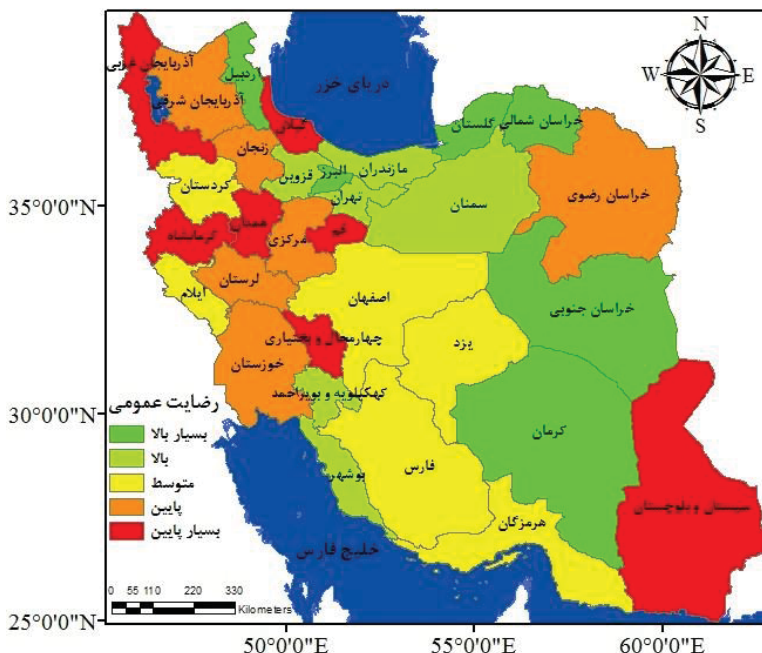 N
W E
S
آذربایجان غربی
آذربایجان شرقی
اردبیل
گیلان
دریای خزر
زنجان
کردستان
قزوین
البرز
مازندران
تهران
گلستان
خراسان شمالی
خراسان رضوی
سمنان
کرمانشاه
همدان
مرکزی
قم
لرستان
ایلام
اصفهان
خراسان جنوبی
یزد
چهارمحال و بختیاری
خوزستان
کهکیلویه و بویراحمد
کرمان
فارس
بوشهر
هرمزگان
سیستان و بلوچستان
خلیج فارس
رضایت عمومی
بسیار بالا
بالا
متوسط
پایین
بسیار پایین
0 55 110 220 330
Kilometers
35°0'0"N
30°0'0"N
25°0'0"N
50°0'0"E 55°0'0"E 60°0'0"E